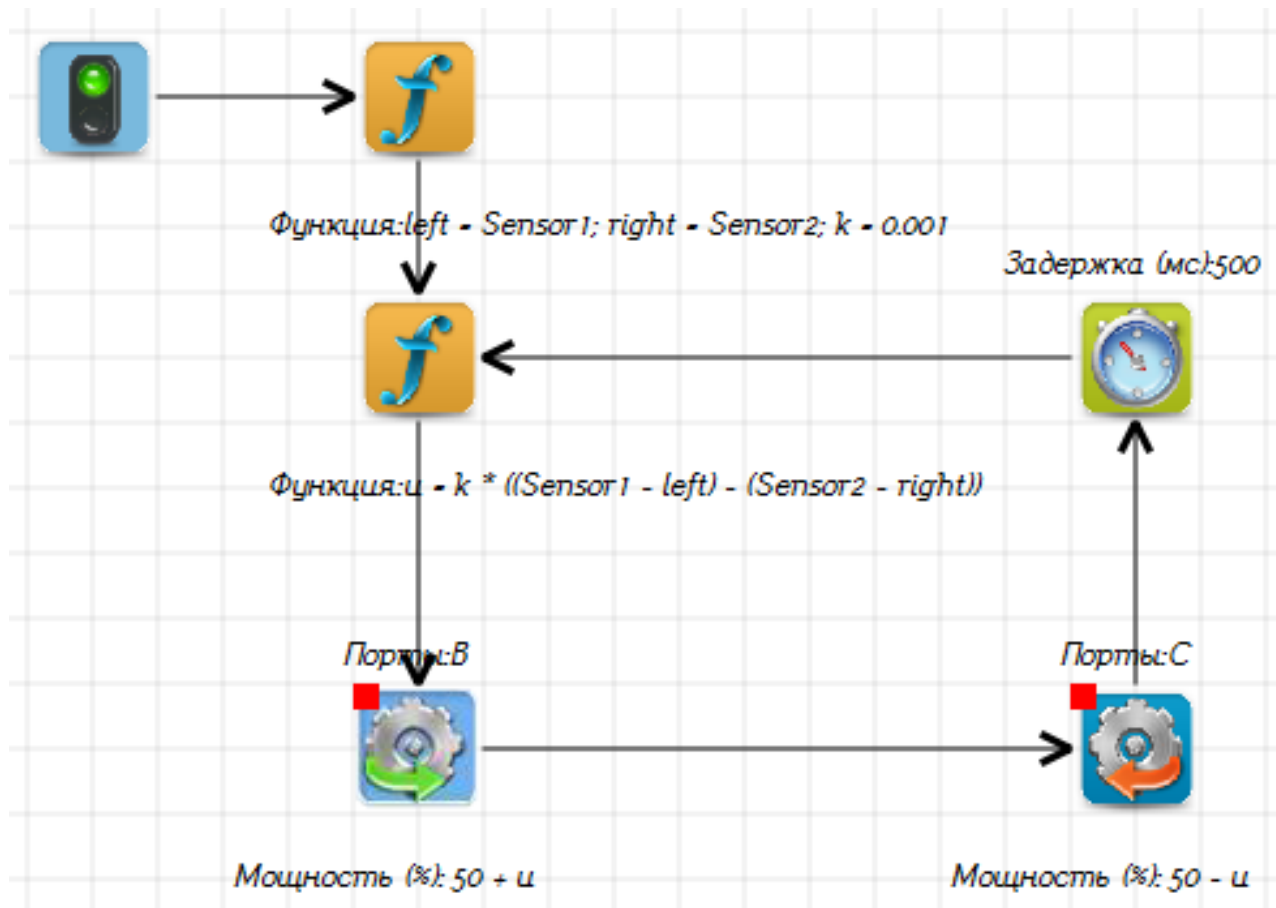 Функция:left = Sensor1; right = Sensor2; k = 0.001
Задержка (мс):500
Функция:u = k * ((Sensor1 - left) - (Sensor2 - right))
Порты:B
Порты:C
Мощность (%): 50 + u
Мощность (%): 50 - u